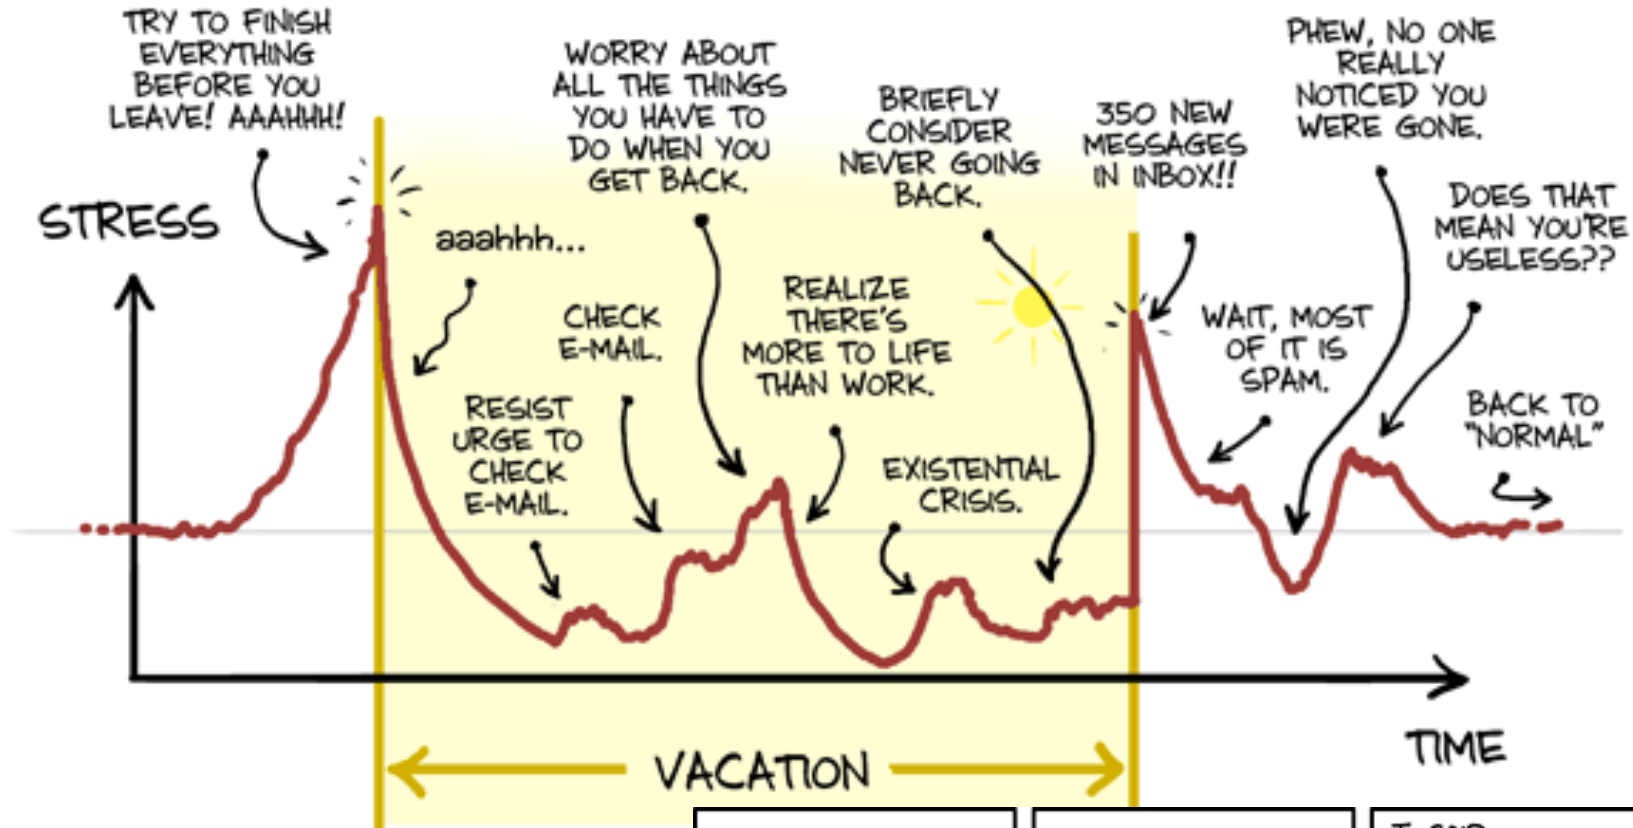 TRY TO FINISH
EVERYTHING
BEFORE YOU
LEAVE! AAAHHH!
STRESS
aaahhh...
RESIST
URGE TO
CHECK
E-MAIL.
CHECK
E-MAIL.
WORRY ABOUT
ALL THE THINGS
YOU HAVE TO
DO WHEN YOU
GET BACK.
REALIZE
THERE'S
MORE TO LIFE
THAN WORK.
EXISTENTIAL
CRISIS.
BRIEFLY
CONSIDER
NEVER GOING
BACK.
350 NEW
MESSAGES
IN INBOX!!
WAIT, MOST
OF IT IS
SPAM.
PHEW, NO ONE
REALLY
NOTICED YOU
WERE GONE.
DOES THAT
MEAN YOU'RE
USELESS??
BACK TO
"NORMAL"
TIME
VACATION